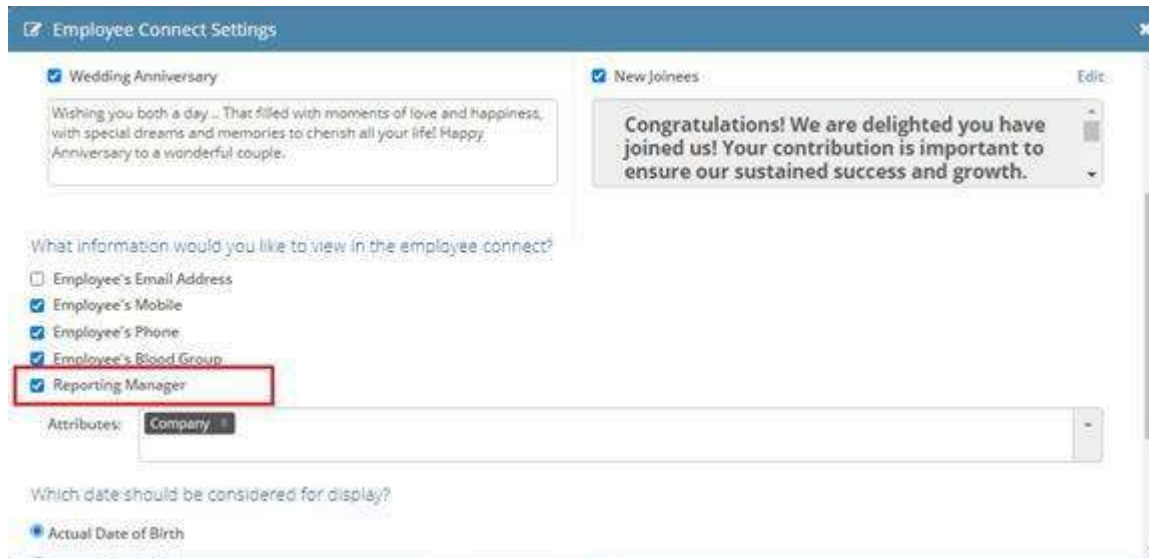 Employee Connect Settings
Wedding Anniversary
Wishing you both a day... That filled with moments of love and happiness,
with special dreams and memories to cherish all your life! Happy
Anniversary to a wonderful couple.
New Joinees
Edit
Congratulations! We are delighted you have
joined us! Your contribution is important to
ensure our sustained success and growth.
What information would you like to view in the employee connect?
Employee's Email Address
Employee's Mobile
Employee's Phone
Employee's Blood Group
Reporting Manager
Attributes:
Company
Which date should be considered for display?
Actual Date of Birth